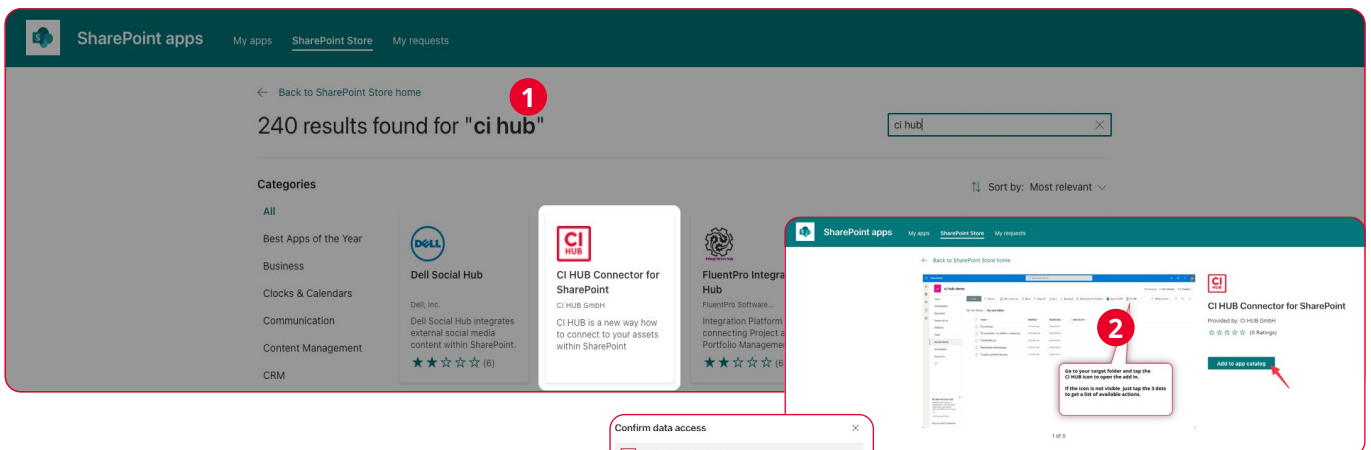 SharePoint apps
My apps SharePoint Store My requests
← Back to SharePoint Store home
1
240 results found for "ci hub"
ci hub
Categories
Sort by: Most relevant
All
Best Apps of the Year
Business
Clocks & Calendars
Communication
Content Management
CRM
DELL
Dell Social Hub
Dell, Inc.
Dell Social Hub integrates
external social media
content within SharePoint.
(6)
CI
HUB
CI HUB Connector for
SharePoint
CI HUB GmbH
CI HUB is a new way how
to connect to your assets
within SharePoint
FluentPro Integra
Hub
FluentPro Software...
Integration Platform
connecting Project a
Portfolio Manageme
(6
SharePoint apps
My apps SharePoint Store My requests
← Back to SharePoint Store home
ci hub demo
2
Go to your target folder and tap the
CI HUB icon to open the add in.
If the icon is not visible just tap the 3 dots
to get a list of available actions.
1 of 5
CI
HUB
CI HUB Connector for SharePoint
Provided by: CI HUB GmbH
(0 Ratings)
Add to app catalog
Confirm data access